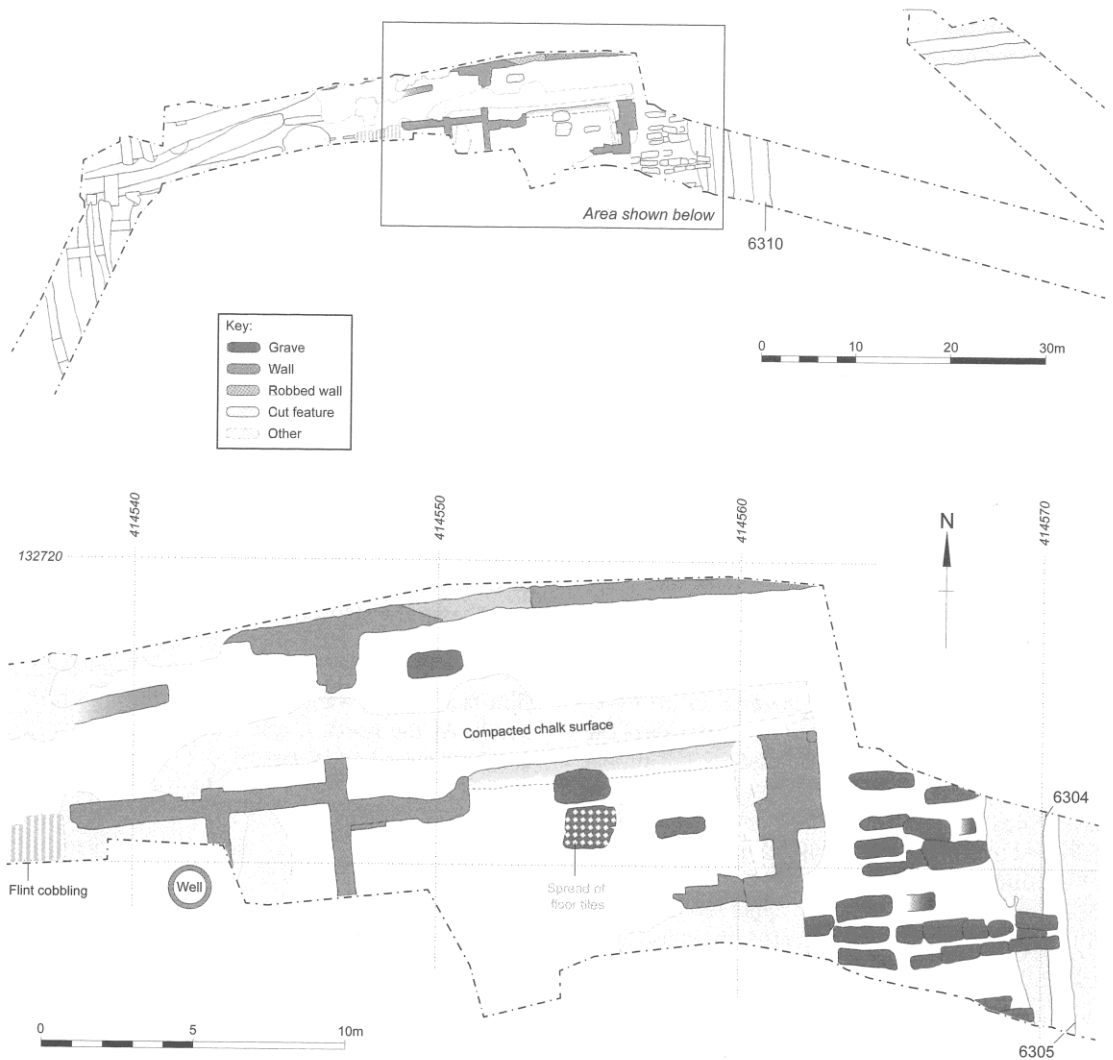 Area shown below
6310
Key:
Grave
Wall
Robbed wall
Cut feature
Other
0 10 20 30m
414540
414550
414560
414570
132720
N
Compacted chalk surface
6304
Flint cobbling
Well
Spread of
floor tiles
0 5 10m
6305